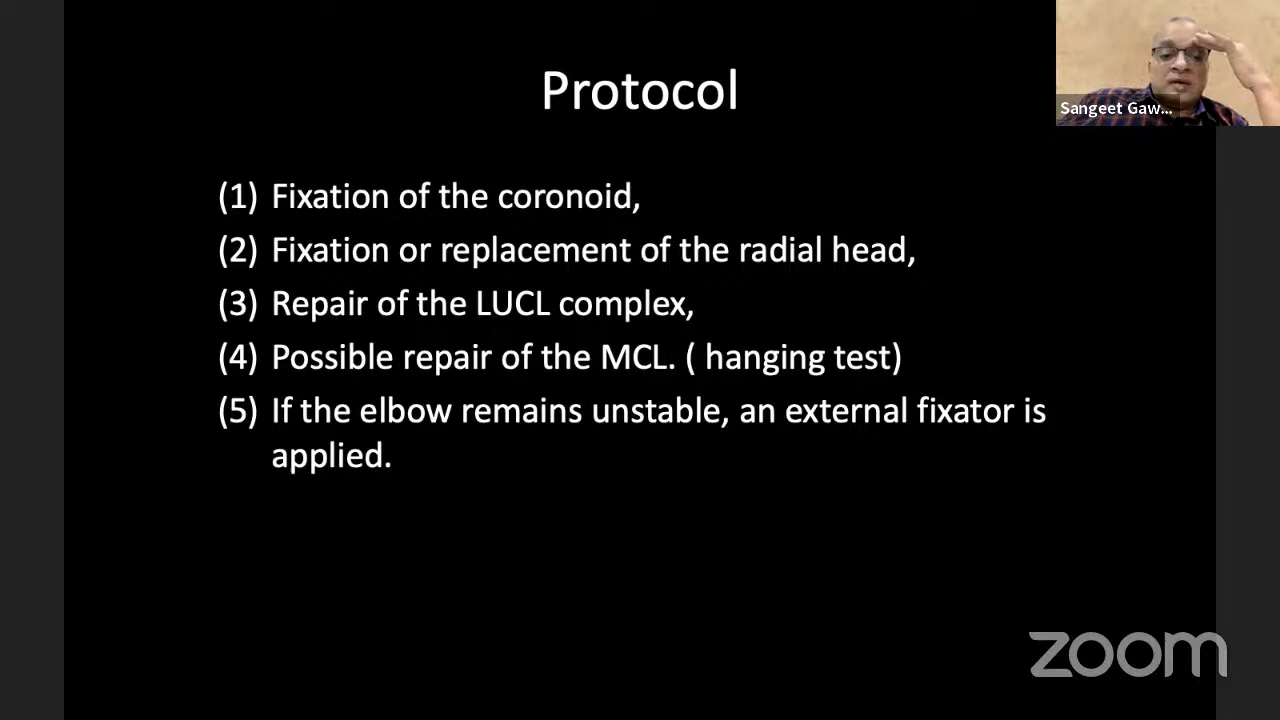 Protocol
Sangeet Gaw...
(1) Fixation of the coronoid,
(2) Fixation or replacement of the radial head,
(3) Repair of the LUCL complex,
(4) Possible repair of the MCL. ( hanging test)
(5) If the elbow remains unstable, an external fixator is
applied.
zoom